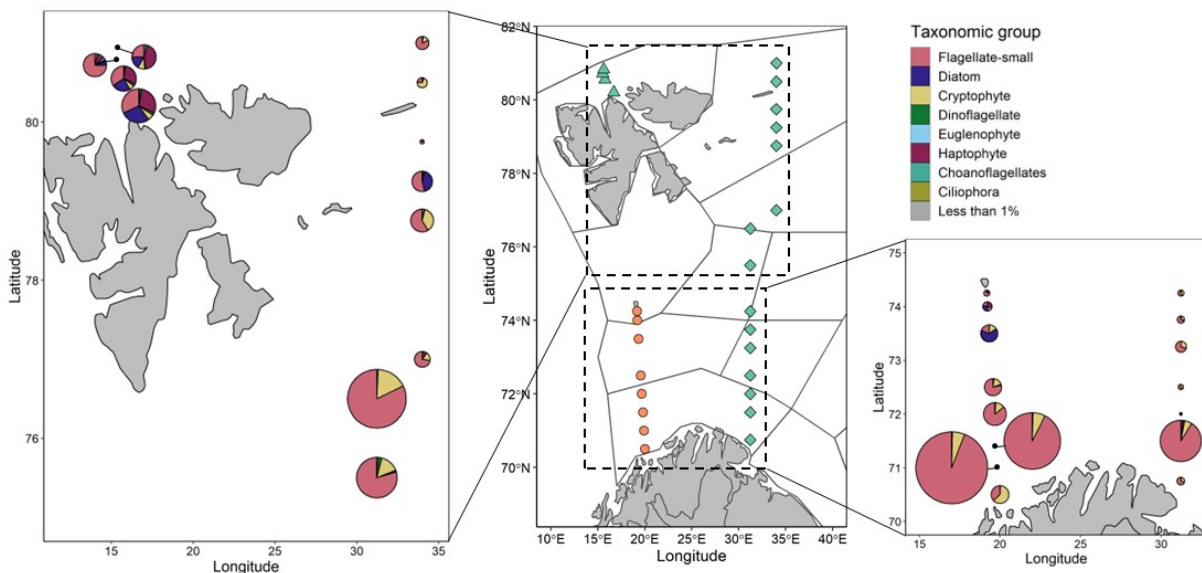 80
78
76
Latitude
15
20
25
30
35
Longitude
82°N
80°N
78°N
76°N
74°N
72°N
70°N
Latitude
10°E
15°E
20°E
25°E
30°E
35°E
40°E
Longitude
Taxonomic group
Flagellate-small
Diatom
Cryptophyte
Dinoflagellate
Euglenophyte
Haptophyte
Choanoflagellates
Ciliophora
Less than 1%
75
74
73
72
71
70
Latitude
15
20
25
30
Longitude